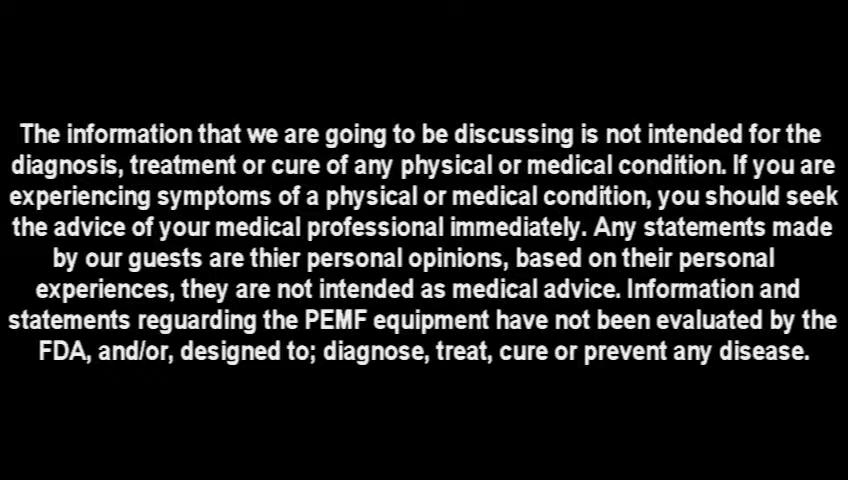 The information that we are going to be discussing is not intended for the
diagnosis, treatment or cure of any physical or medical condition. If you are
experiencing symptoms of a physical or medical condition, you should seek
the advice of your medical professional immediately. Any statements made
by our guests are thier personal opinions, based on their personal
experiences, they are not intended as medical advice. Information and
statements reguarding the PEMF equipment have not been evaluated by the
FDA, and/or, designed to; diagnose, treat, cure or prevent any disease.